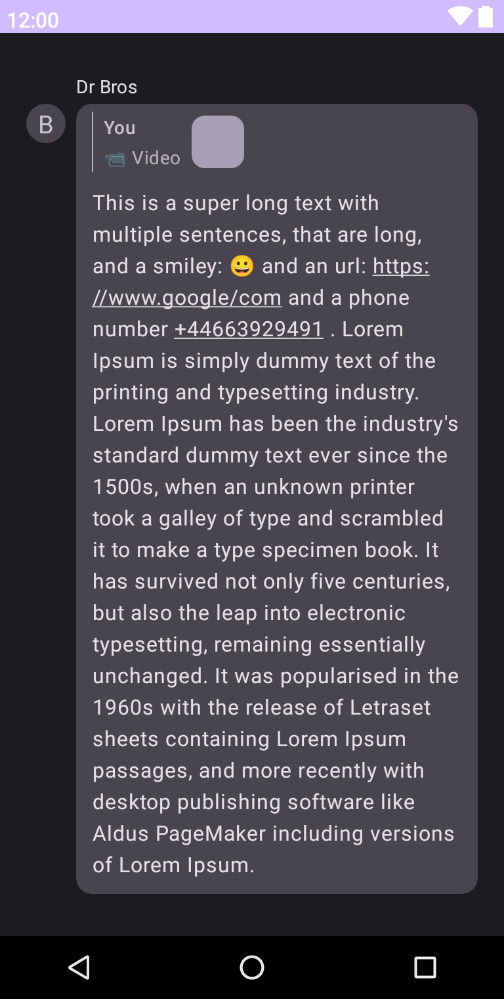 12:00
Dr Bros
B
You
📹 Video
This is a super long text with
multiple sentences, that are long,
and a smiley: 😀 and an url: https:
//www.google/com and a phone
number +44663929491 . Lorem
Ipsum is simply dummy text of the
printing and typesetting industry.
Lorem Ipsum has been the industry's
standard dummy text ever since the
1500s, when an unknown printer
took a galley of type and scrambled
it to make a type specimen book. It
has survived not only five centuries,
but also the leap into electronic
typesetting, remaining essentially
unchanged. It was popularised in the
1960s with the release of Letraset
sheets containing Lorem Ipsum
passages, and more recently with
desktop publishing software like
Aldus PageMaker including versions
of Lorem Ipsum.